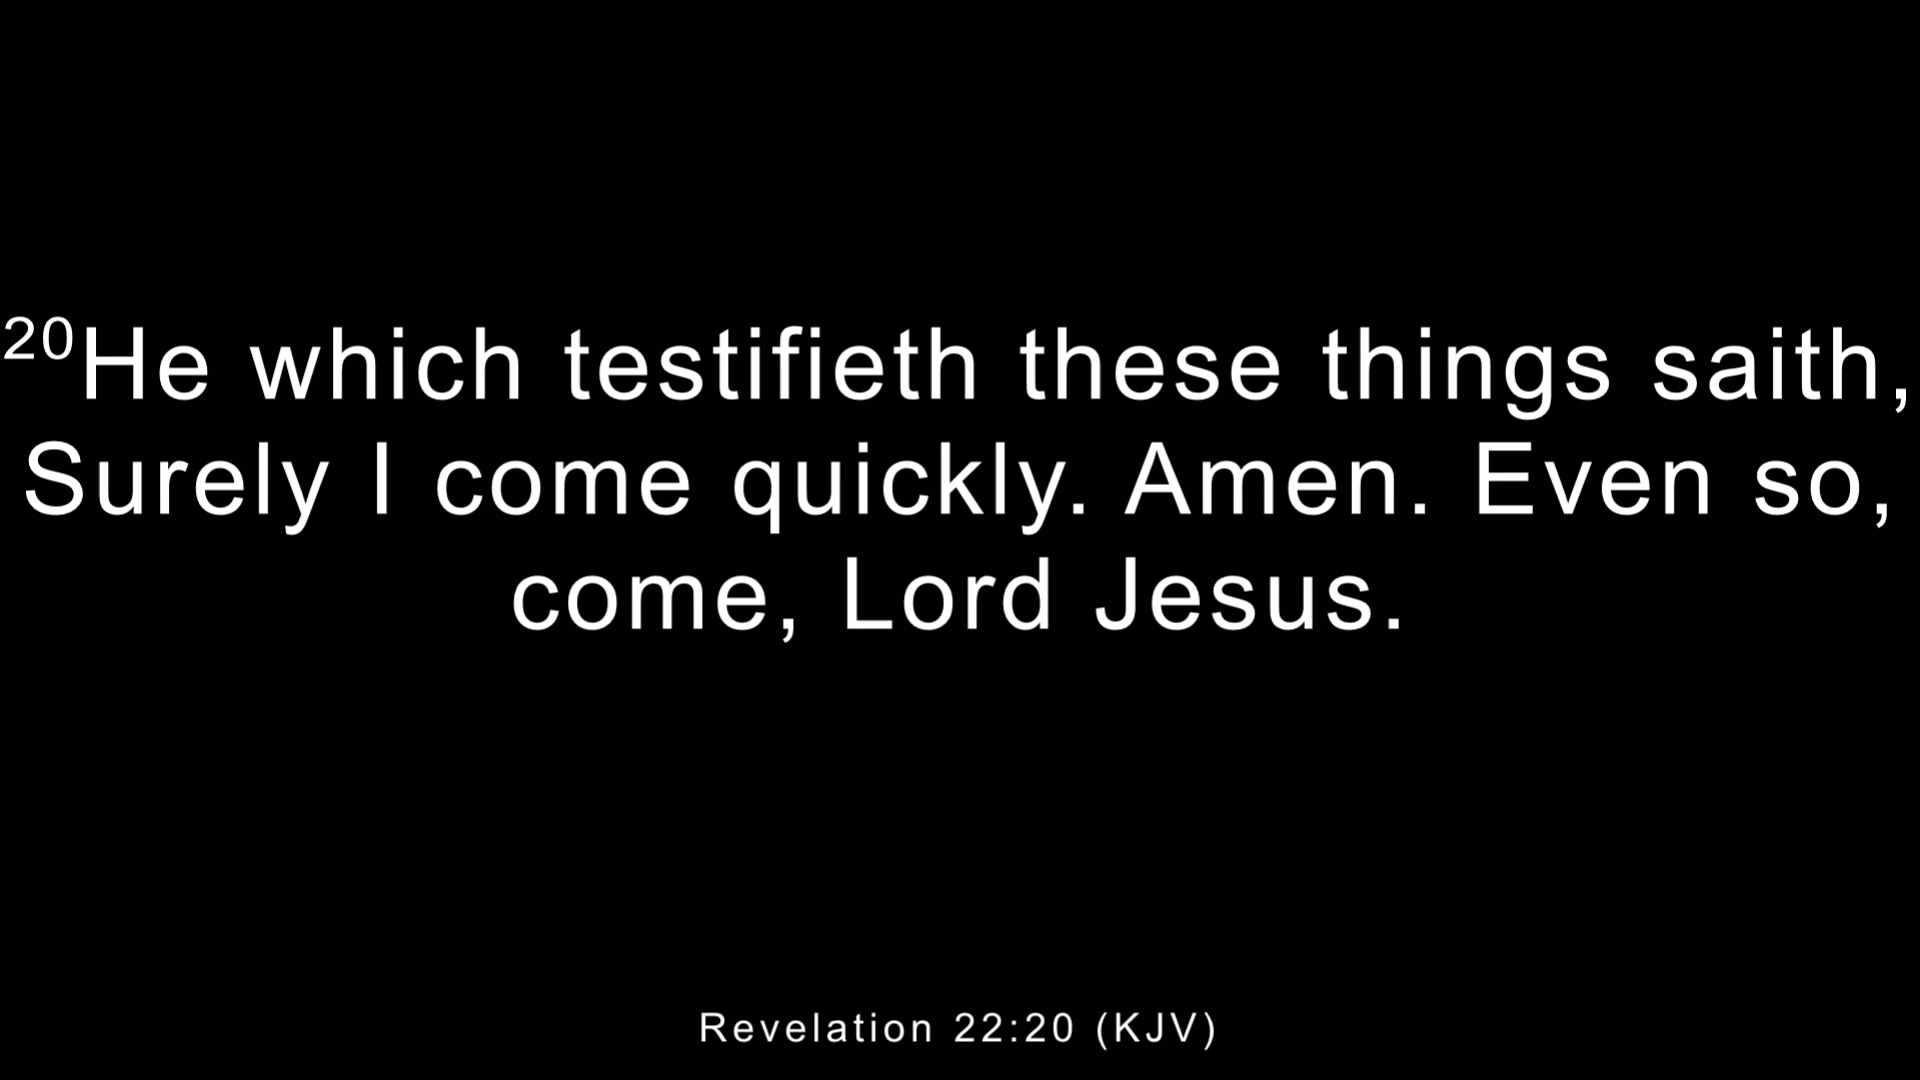 20He which testifieth these things saith,
Surely I come quickly. Amen. Even so,
come, Lord Jesus.
Revelation 22:20 (KJV)